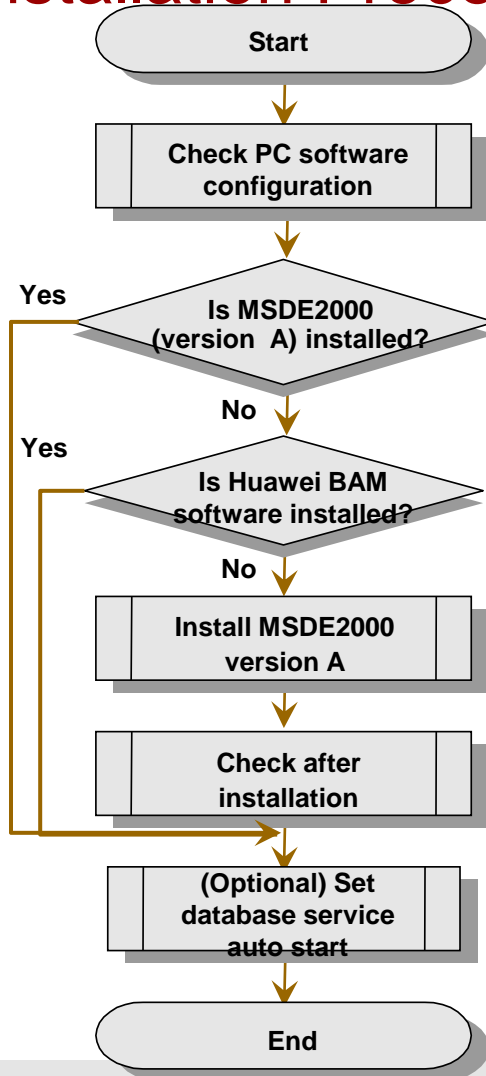 Start
Check PC software
configuration
Yes
Is MSDE2000
(version A) installed?
No
Yes
Is Huawei BAM
software installed?
No
Install MSDE2000
version A
Check after
installation
(Optional) Set
database service
auto start
End